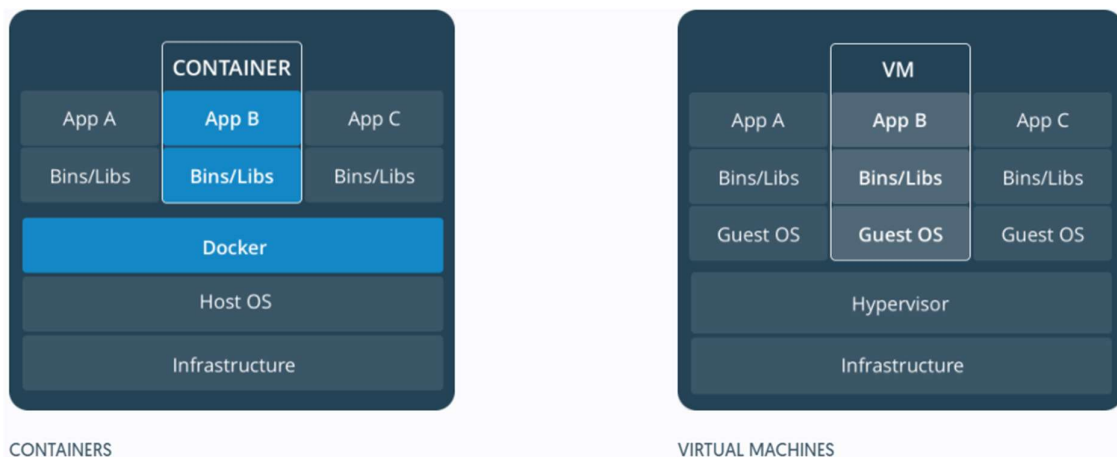 CONTAINER
App A
App B
App C
Bins/Libs
Bins/Libs
Bins/Libs
Docker
Host OS
Infrastructure
CONTAINERS
VM
App A
App B
App C
Bins/Libs
Bins/Libs
Bins/Libs
Guest OS
Guest OS
Guest OS
Hypervisor
Infrastructure
VIRTUAL MACHINES